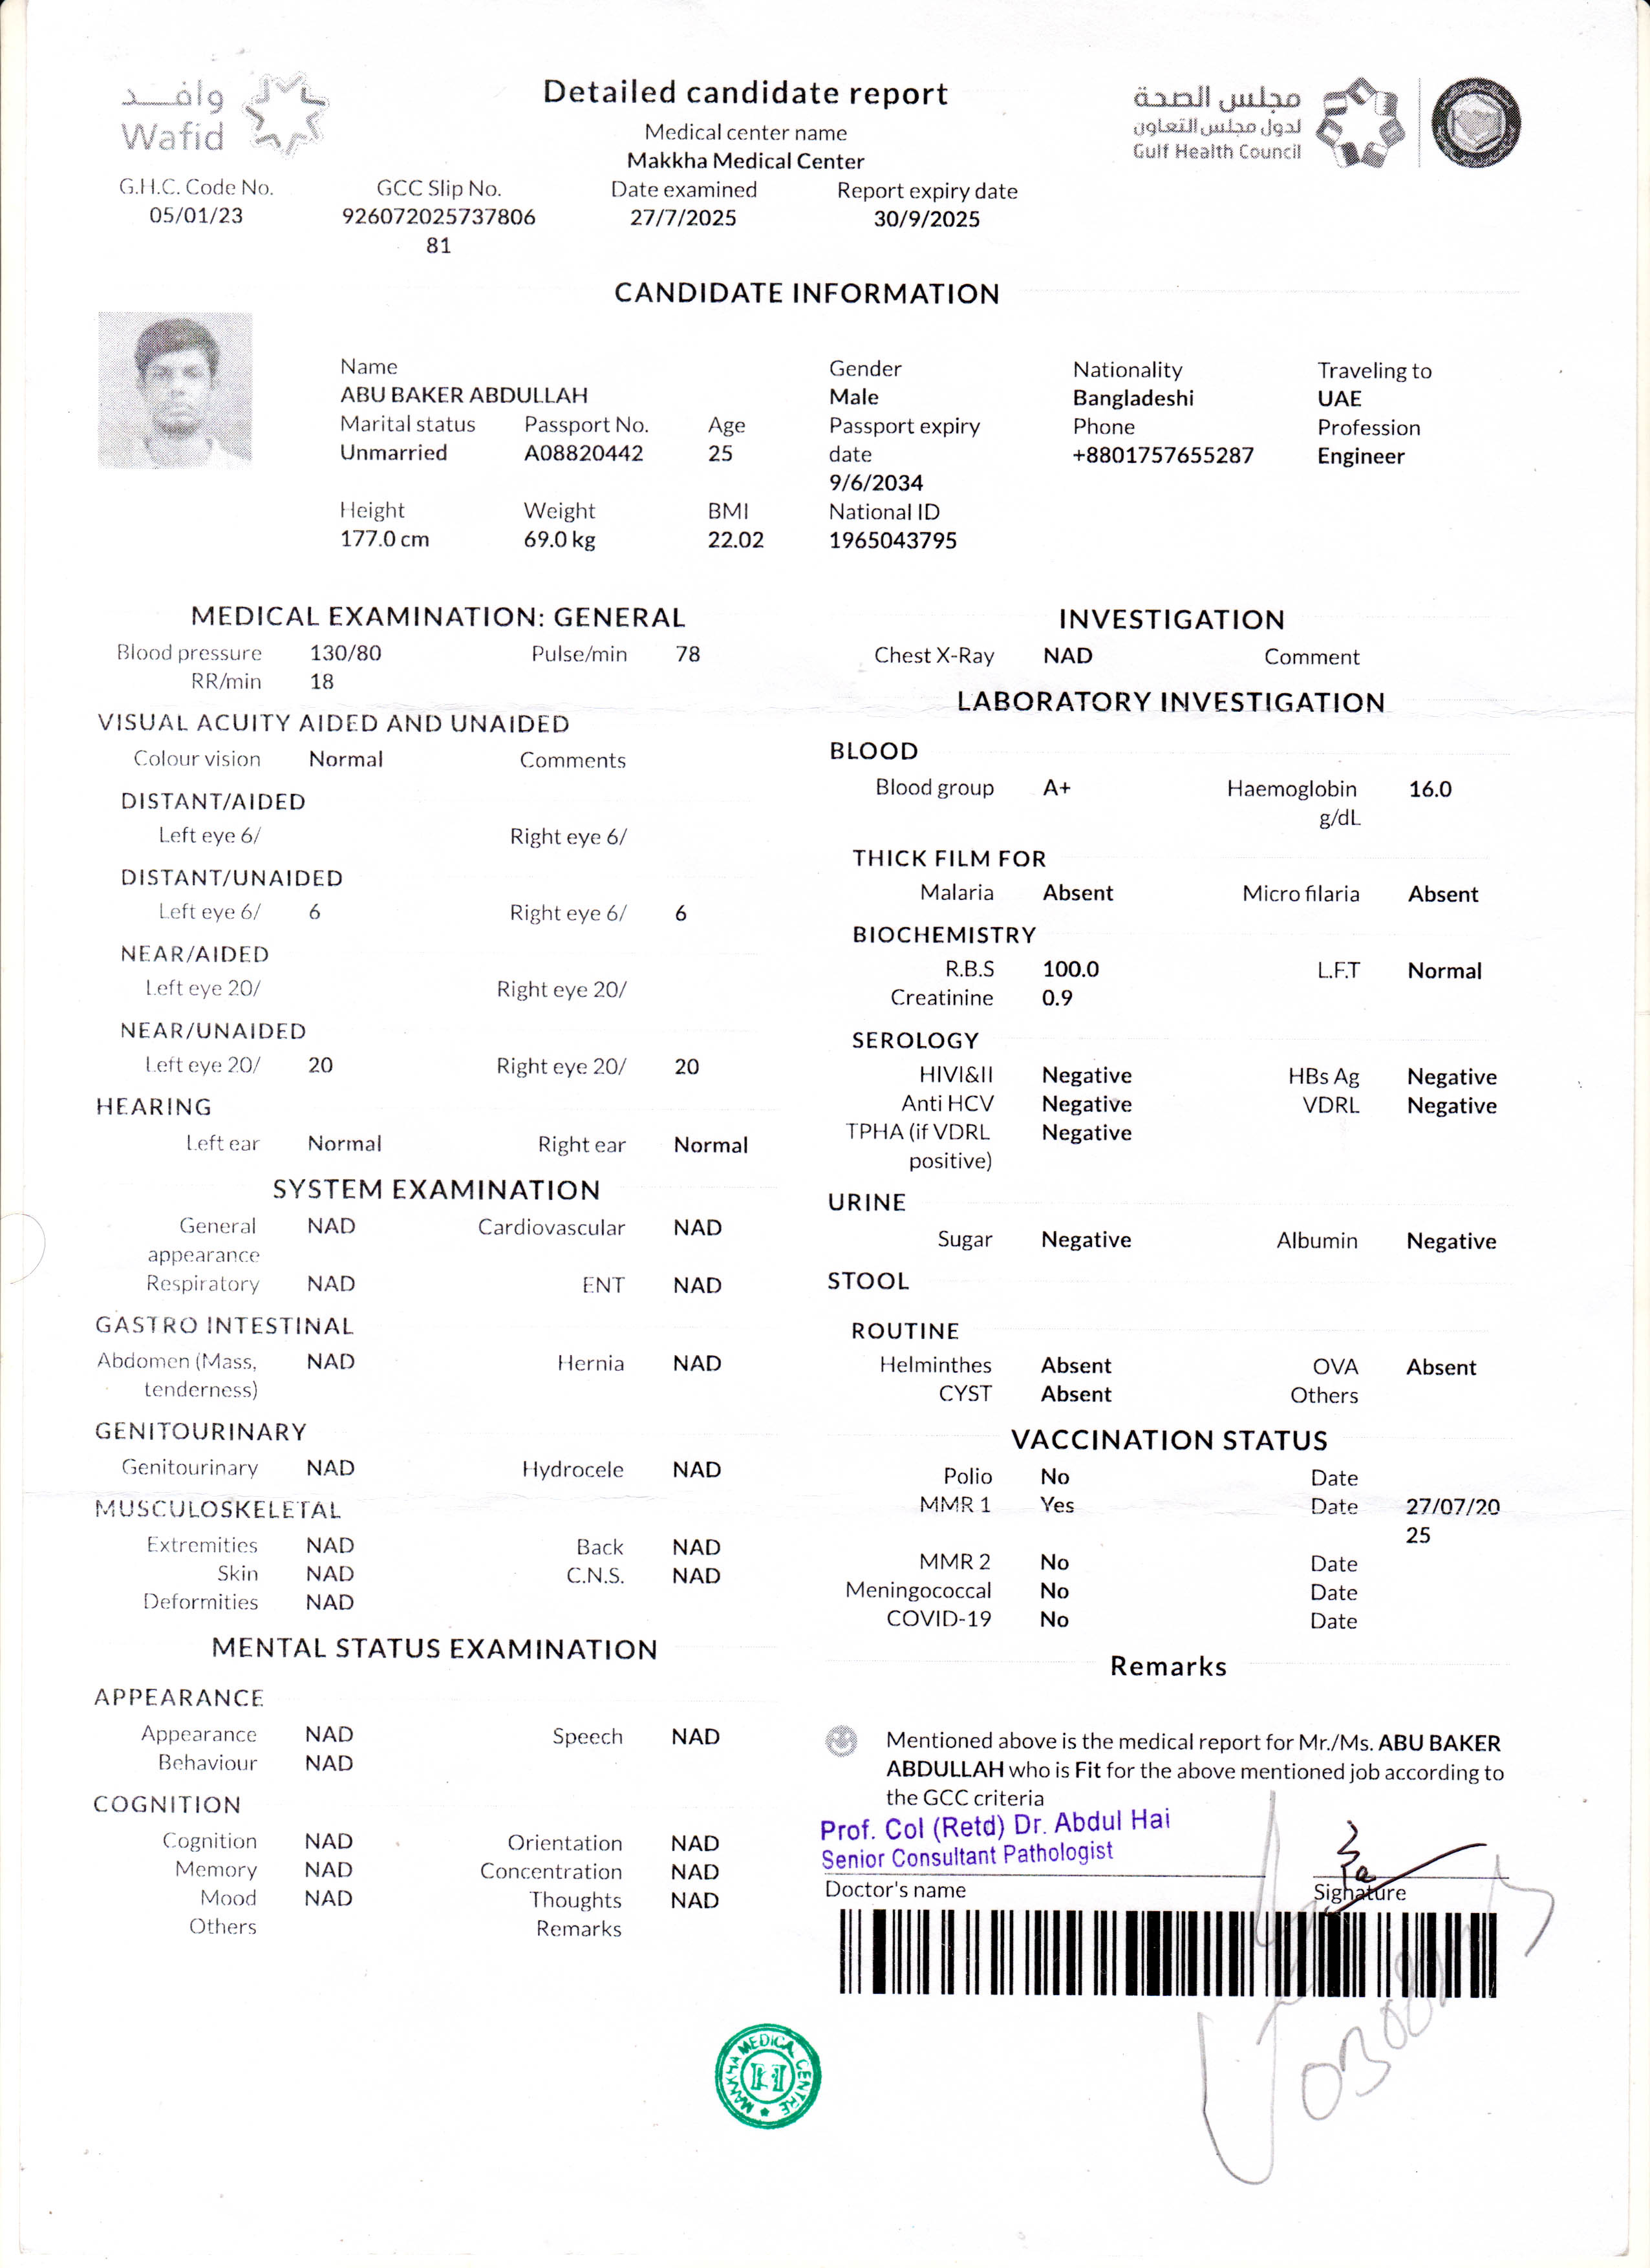 وافد
Wafid
Detailed candidate report
Medical center name
Makkha Medical Center
مجلس الصحة
لدول مجلس التعاون
Gulf Health Council
G.H.C. Code No. GCC Slip No. Date examined Report expiry date
05/01/23 926072025737806 27/7/2025 30/9/2025
81
CANDIDATE INFORMATION
Name Gender Nationality Traveling to
ABU BAKER ABDULLAH Male Bangladeshi UAE
Marital status Passport No. Age Passport expiry Phone Profession
Unmarried A08820442 25 date +8801757655287 Engineer
9/6/2034
Height Weight BMI National ID
177.0 cm 69.0 kg 22.02 1965043795
MEDICAL EXAMINATION: GENERAL
Blood pressure 130/80 Pulse/min 78
RR/min 18
VISUAL ACUITY AIDED AND UNAIDED
Colour vision Normal Comments
DISTANT/AIDED
Left eye 6/ Right eye 6/
DISTANT/UNAIDED
Left eye 6/ 6 Right eye 6/ 6
NEAR/AIDED
Left eye 20/ Right eye 20/
NEAR/UNAIDED
Left eye 20/ 20 Right eye 20/ 20
HEARING
Left ear Normal Right ear Normal
SYSTEM EXAMINATION
General NAD Cardiovascular NAD
appearance
Respiratory NAD ENT NAD
GASTRO INTESTINAL
Abdomen (Mass, NAD Hernia NAD
tenderness)
GENITOURINARY
Genitourinary NAD Hydrocele NAD
MUSCULOSKELETAL
Extremities NAD Back NAD
Skin NAD C.N.S. NAD
Deformities NAD
MENTAL STATUS EXAMINATION
APPEARANCE
Appearance NAD Speech NAD
Behaviour NAD
COGNITION
Cognition NAD Orientation NAD
Memory NAD Concentration NAD
Mood NAD Thoughts NAD
Others Remarks
INVESTIGATION
Chest X-Ray NAD Comment
LABORATORY INVESTIGATION
BLOOD
Blood group A+ Haemoglobin 16.0
g/dL
THICK FILM FOR
Malaria Absent Micro filaria Absent
BIOCHEMISTRY
R.B.S 100.0 L.F.T Normal
Creatinine 0.9
SEROLOGY
HIVI&II Negative HBs Ag Negative
Anti HCV Negative VDRL Negative
TPHA (if VDRL Negative
positive)
URINE
Sugar Negative Albumin Negative
STOOL
ROUTINE
Helminthes Absent OVA Absent
CYST Absent Others
VACCINATION STATUS
Polio No Date
MMR 1 Yes Date 27/07/20
25
MMR 2 No Date
Meningococcal No Date
COVID-19 No Date
Remarks
Mentioned above is the medical report for Mr./Ms. ABU BAKER
ABDULLAH who is Fit for the above mentioned job according to
the GCC criteria
Prof. Col (Retd) Dr. Abdul Hai
Senior Consultant Pathologist
Doctor's name Signature
MAKKHA MEDICAL CENTRE